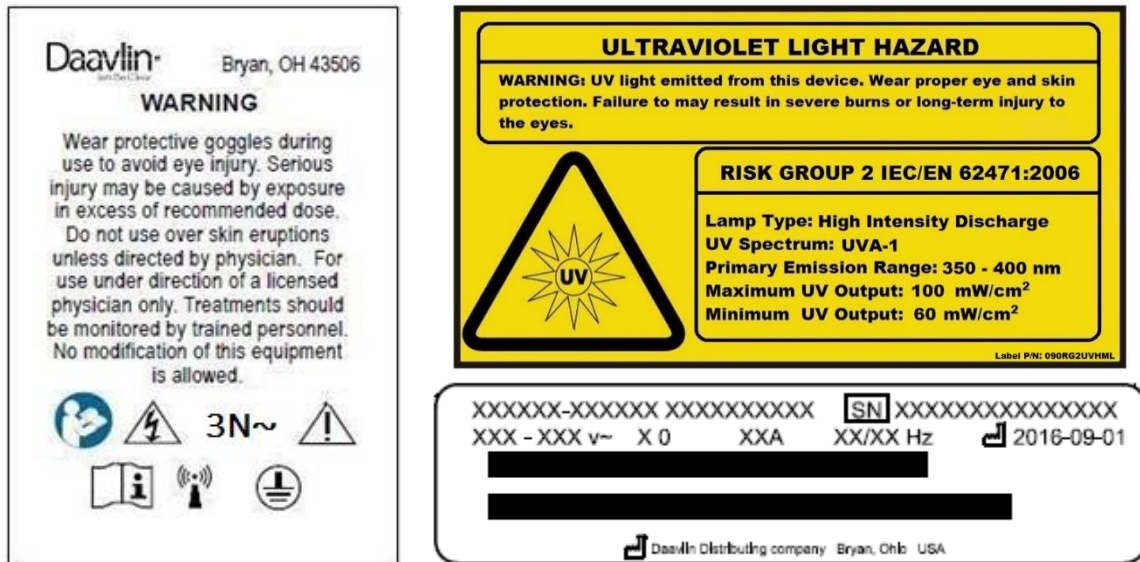 Daavlin
Bryan, OH 43506
WARNING
Wear protective goggles during
use to avoid eye injury. Serious
injury may be caused by exposure
in excess of recommended dose.
Do not use over skin eruptions
unless directed by physician. For
use under direction of a licensed
physician only. Treatments should
be monitored by trained personnel.
No modification of this equipment
is allowed.
3N~
ULTRAVIOLET LIGHT HAZARD
WARNING: UV light emitted from this device. Wear proper eye and skin
protection. Failure to may result in severe burns or long-term injury to
the eyes.
UV
RISK GROUP 2 IEC/EN 62471:2006
Lamp Type: High Intensity Discharge
UV Spectrum: UVA-1
Primary Emission Range: 350 - 400 nm
Maximum UV Output: 100 mW/cm²
Minimum UV Output: 60 mW/cm²
Label P/N: 090RG2UVHML
XXXXXX-XXXXXX XXXXXXXXXX SN XXXXXXXXXXXXXXX
XXX - XXX v~ X 0 XXA XX/XX Hz 2016-09-01
Daavlin Distributing company Bryan, Ohio USA